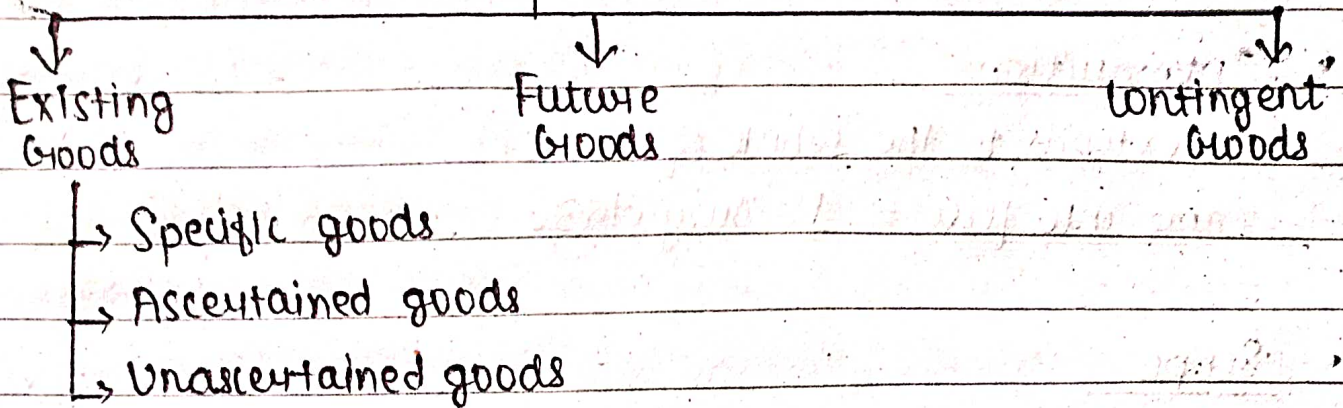 Existing Future Contingent
Goods Goods Goods
Specific goods
Ascertained goods
Unascertained goods